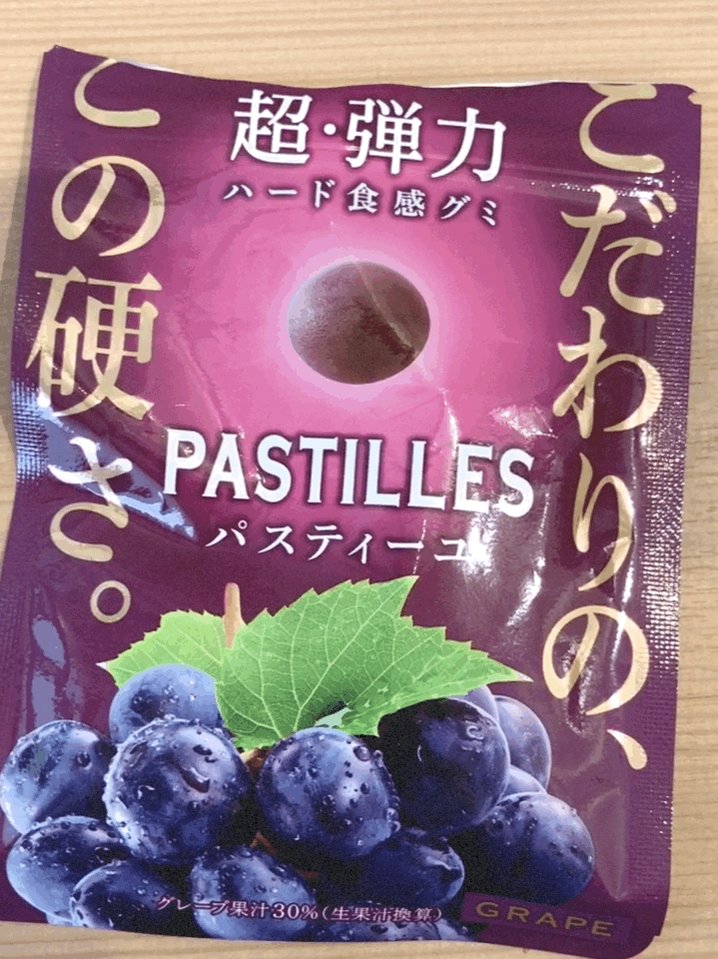 こだわりの、
この硬さ。
超・弾力
ハード食感グミ
PASTILLES
パスティーユ
グレープ果汁30%(生果汁換算)
GRAPE